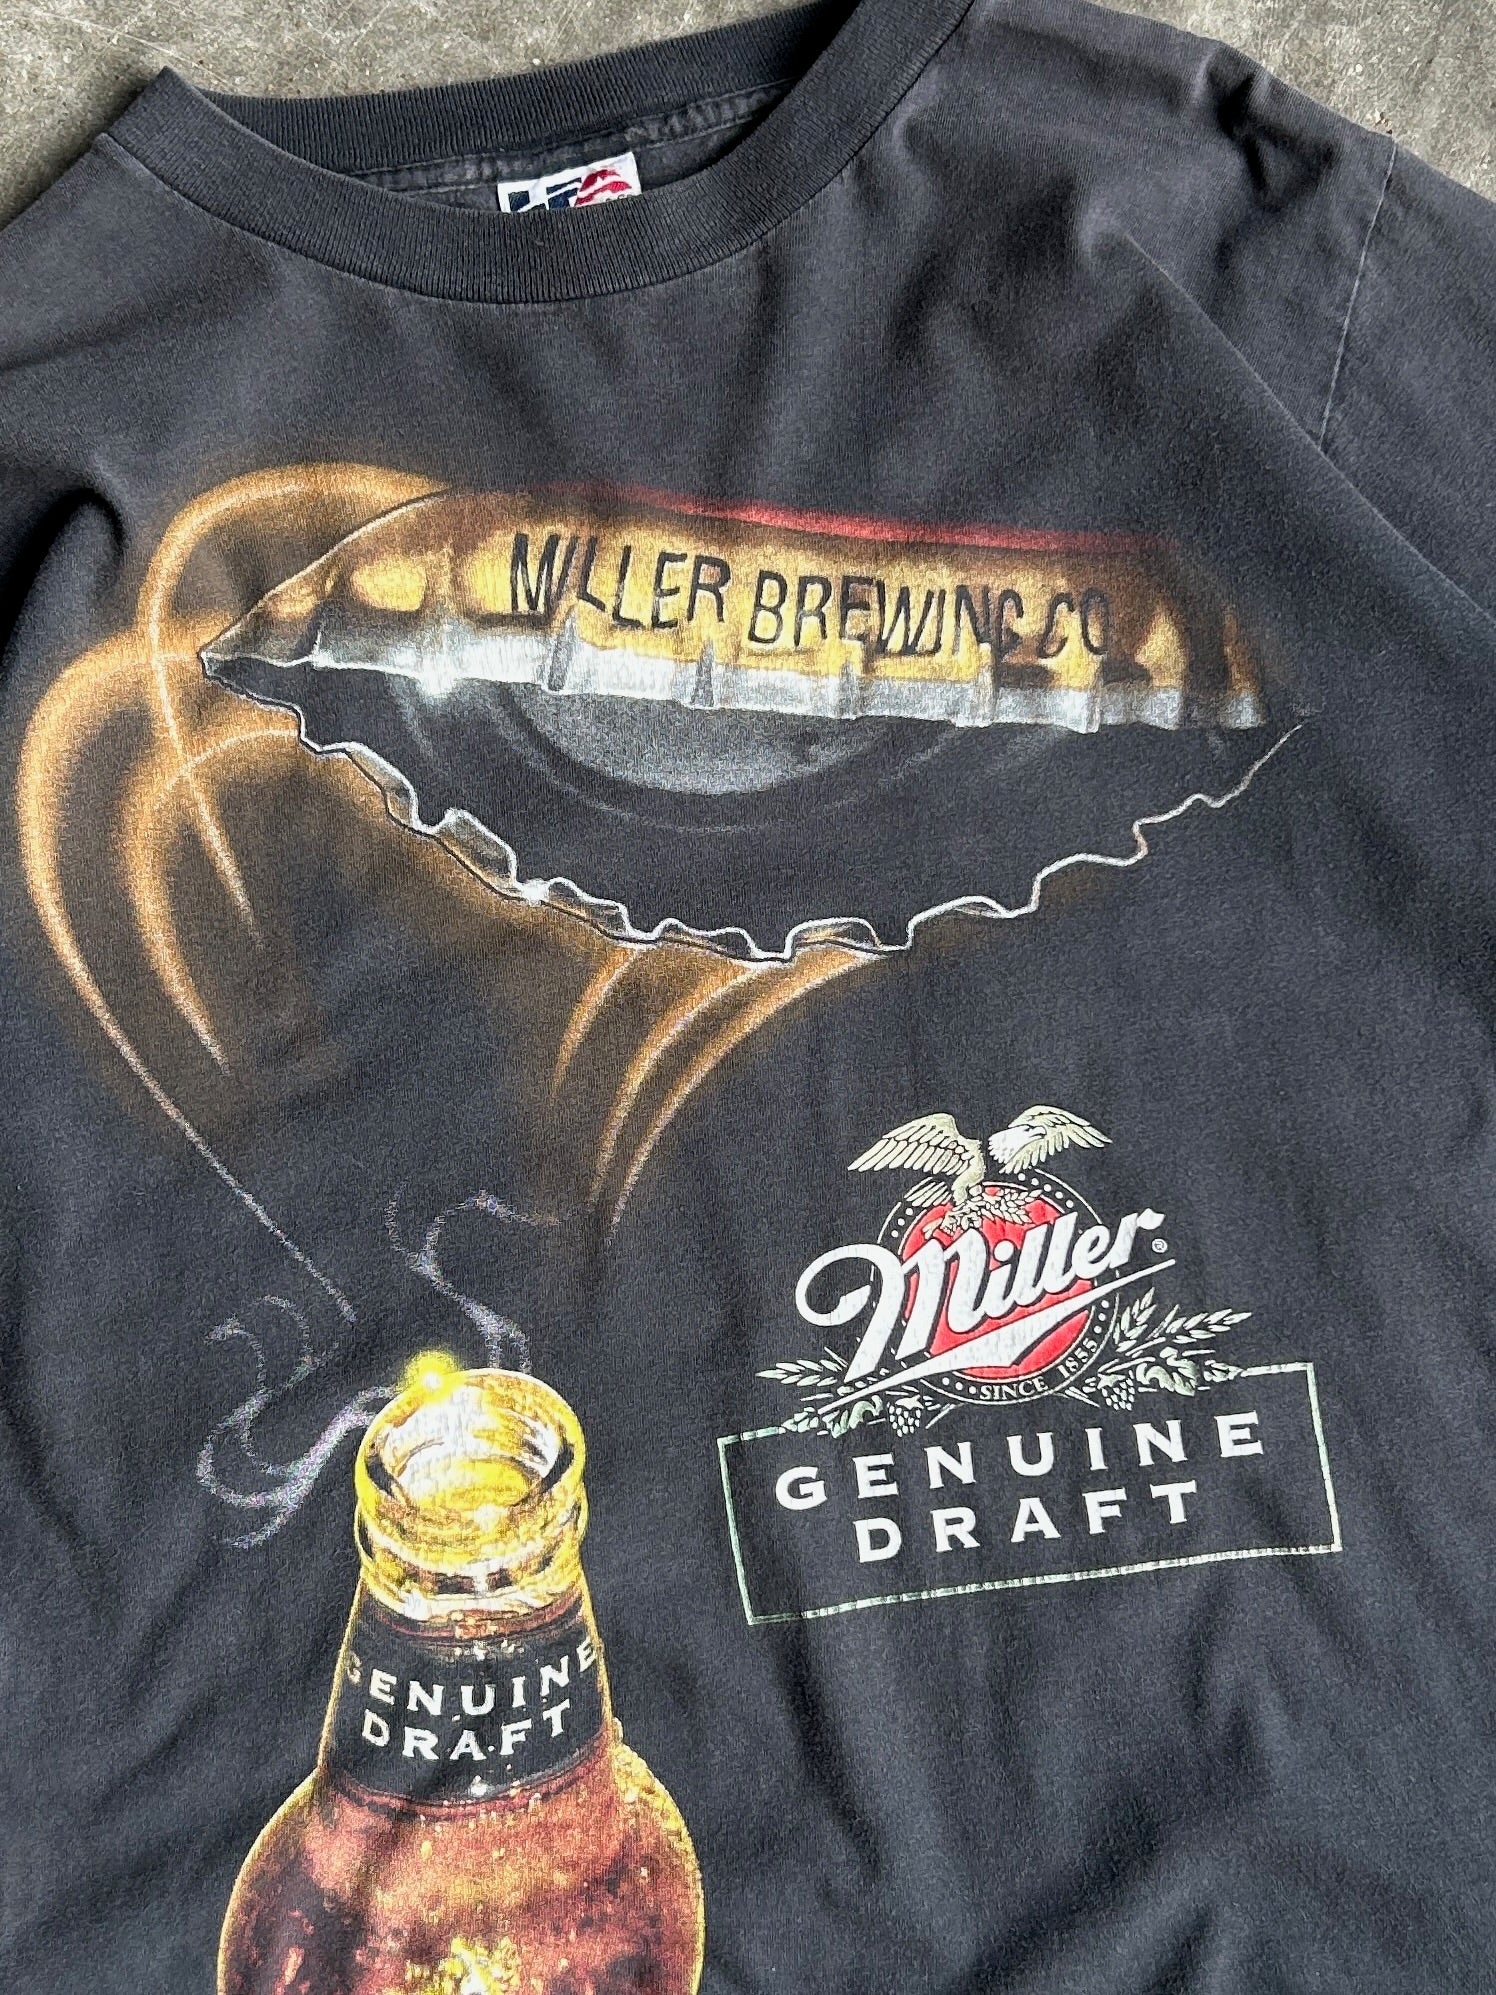 MILLER BREWING CO
Miller®
SINCE 1855
GENUINE
DRAFT
GENUINE
DRAFT